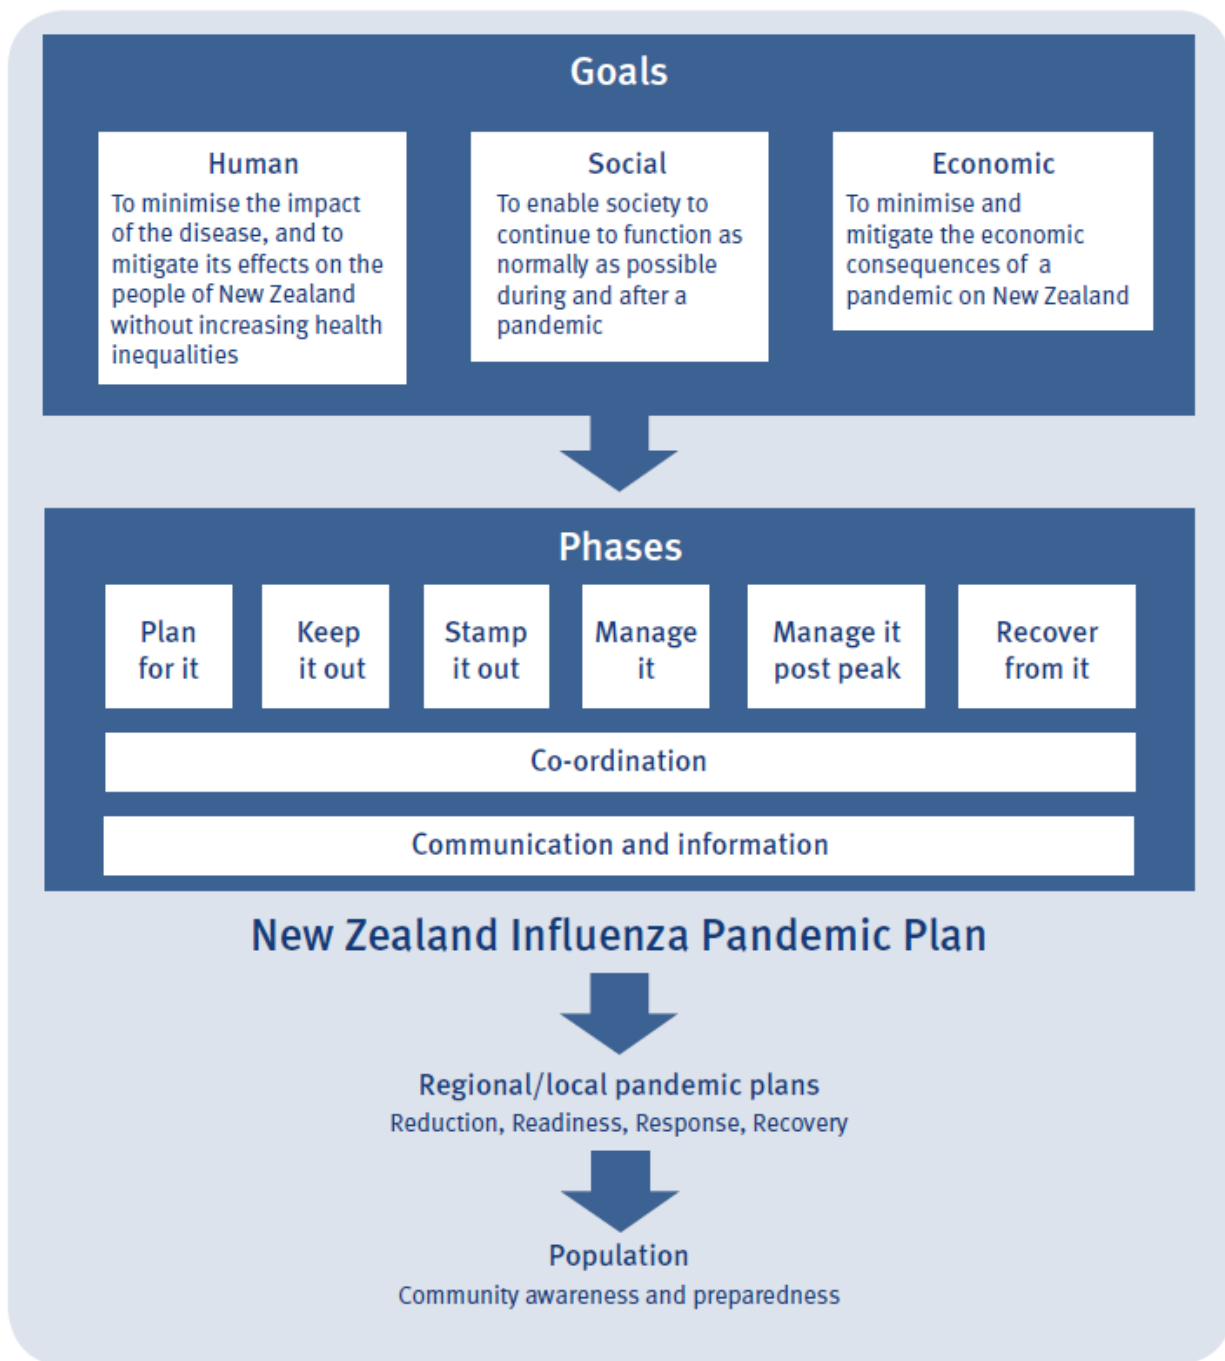 Goals
Human
To minimise the impact
of the disease, and to
mitigate its effects on the
people of New Zealand
without increasing health
inequalities
Social
To enable society to
continue to function as
normally as possible
during and after a
pandemic
Economic
To minimise and
mitigate the economic
consequences of a
pandemic on New Zealand
Phases
Plan
for it
Keep
it out
Stamp
it out
Manage
it
Manage it
post peak
Recover
from it
Co-ordination
Communication and information
New Zealand Influenza Pandemic Plan
Regional/local pandemic plans
Reduction, Readiness, Response, Recovery
Population
Community awareness and preparedness